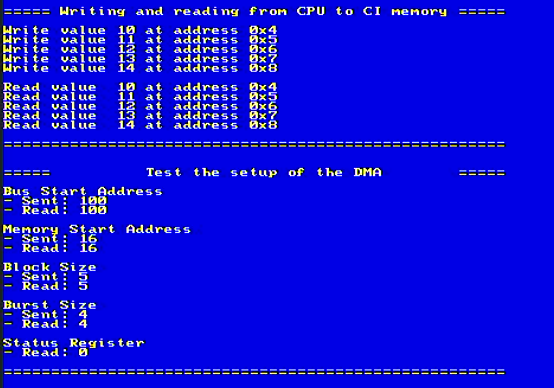 ===== Writing and reading from CPU to CI memory =====
Write value 10 at address 0x4
Write value 11 at address 0x5
Write value 12 at address 0x6
Write value 13 at address 0x7
Write value 14 at address 0x8
Read value  10 at address 0x4
Read value  11 at address 0x5
Read value  12 at address 0x6
Read value  13 at address 0x7
Read value  14 at address 0x8
================================================================
=====            Test the setup of the DMA          =====
Bus Start Address
- Sent: 100
- Read: 100
Memory Start Address
- Sent: 16
- Read: 16
Block Size
- Sent: 5
- Read: 5
Burst Size
- Sent: 4
- Read: 4
Status Register
- Read: 0
================================================================